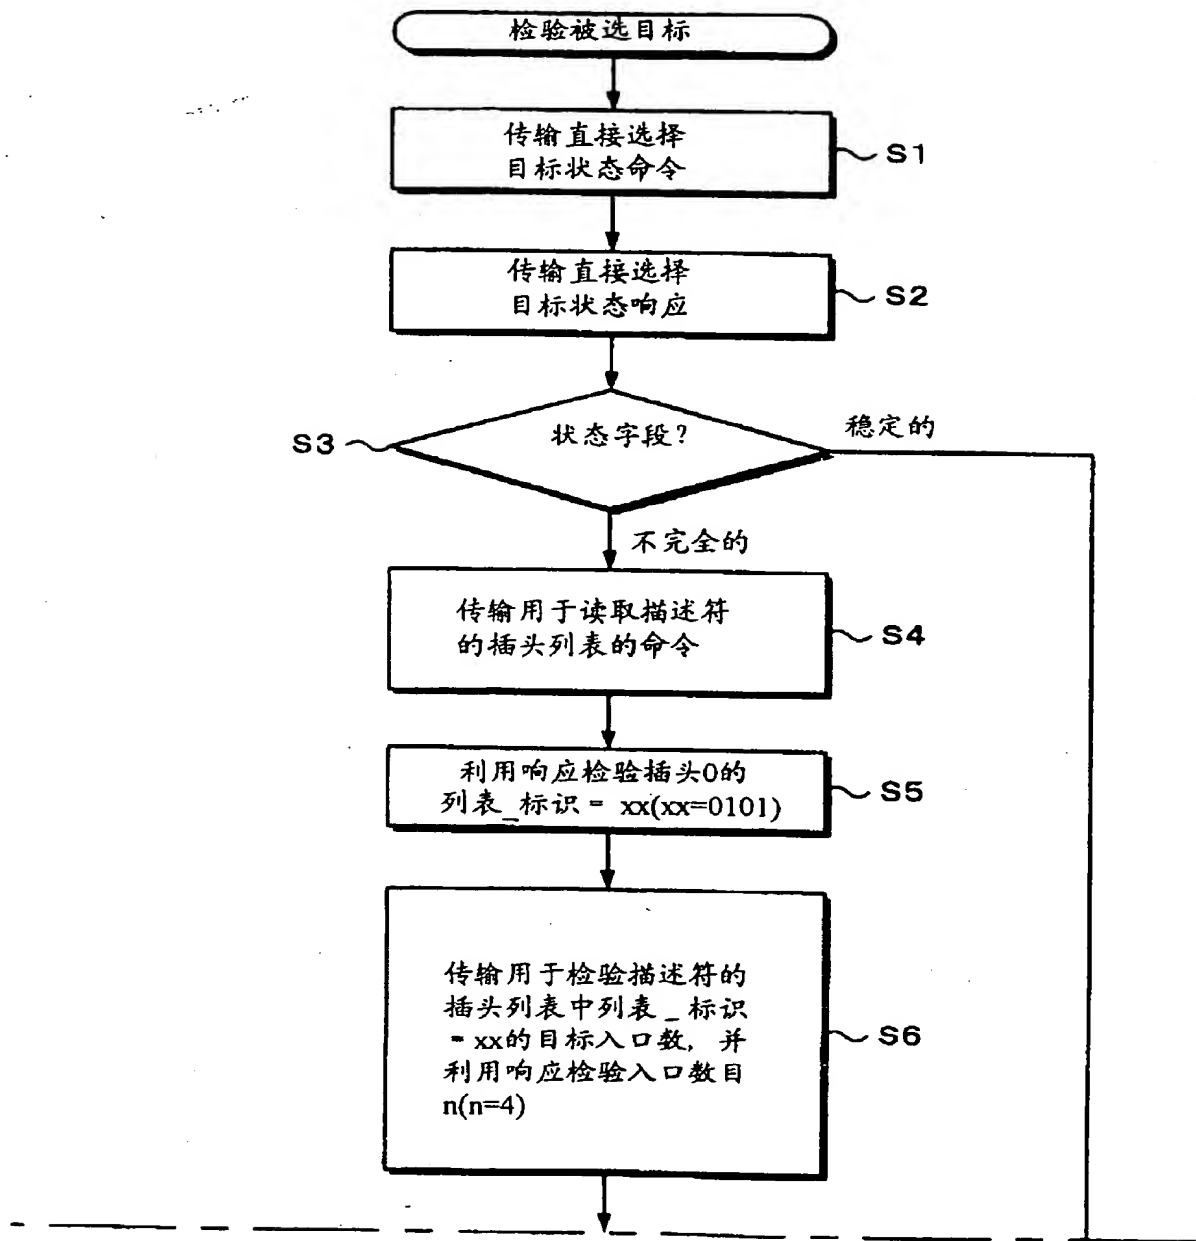 检验被选目标
传输直接选择
目标状态命令
S1
传输直接选择
目标状态响应
S2
状态字段?
S3
稳定的
不完全的
传输用于读取描述符
的插头列表的命令
S4
利用响应检验插头0的
列表_标识 = xx(xx=0101)
S5
传输用于检验描述符的
插头列表中列表_标识
= xx的目标入口数, 并
利用响应检验入口数目
n(n=4)
S6